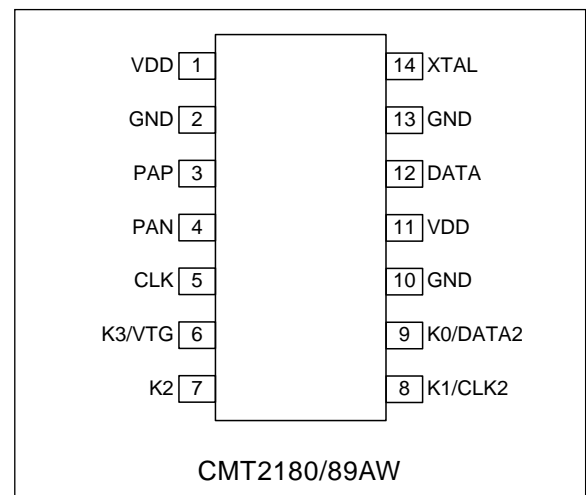 VDD 1 14 XTAL
GND 2 13 GND
PAP 3 12 DATA
PAN 4 11 VDD
CLK 5 10 GND
K3/VTG 6 9 K0/DATA2
K2 7 8 K1/CLK2
CMT2180/89AW